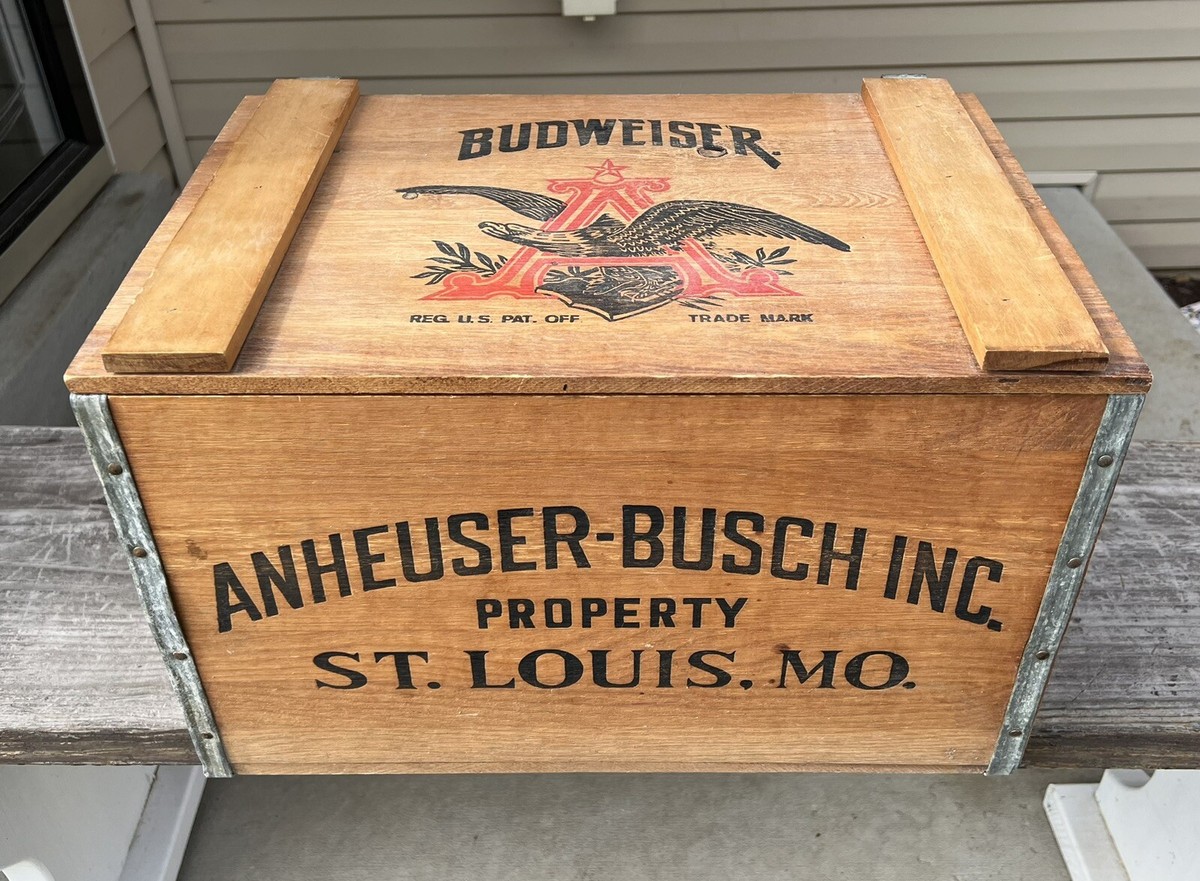 BUDWEISER.
REG. U.S. PAT. OFF. TRADE MARK
ANHEUSER-BUSCH INC.
PROPERTY
ST. LOUIS, MO.